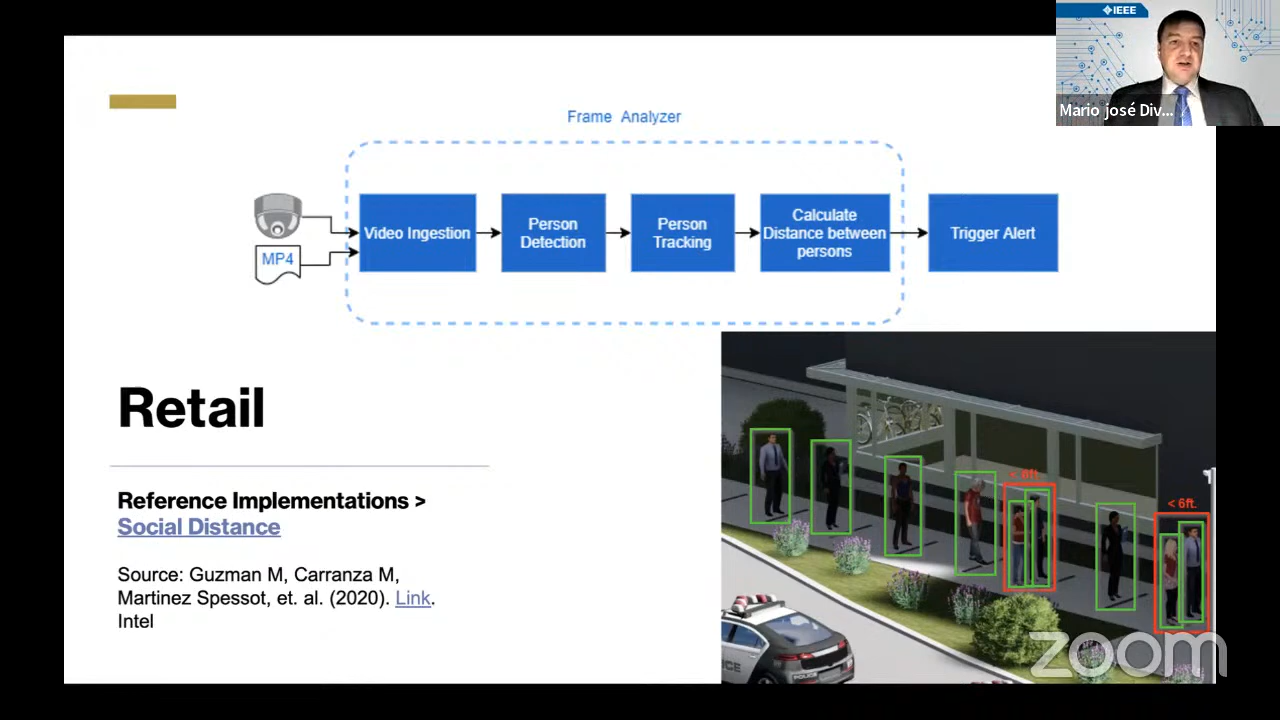 IEEE
Mario josé Div...
Frame Analyzer
MP4
Video Ingestion
Person
Detection
Person
Tracking
Calculate
Distance between
persons
Trigger Alert
Retail
Reference Implementations >
Social Distance
Source: Guzman M, Carranza M,
Martinez Spessot, et. al. (2020). Link.
Intel
< 6ft.
< 6ft.
POLICE
zoom